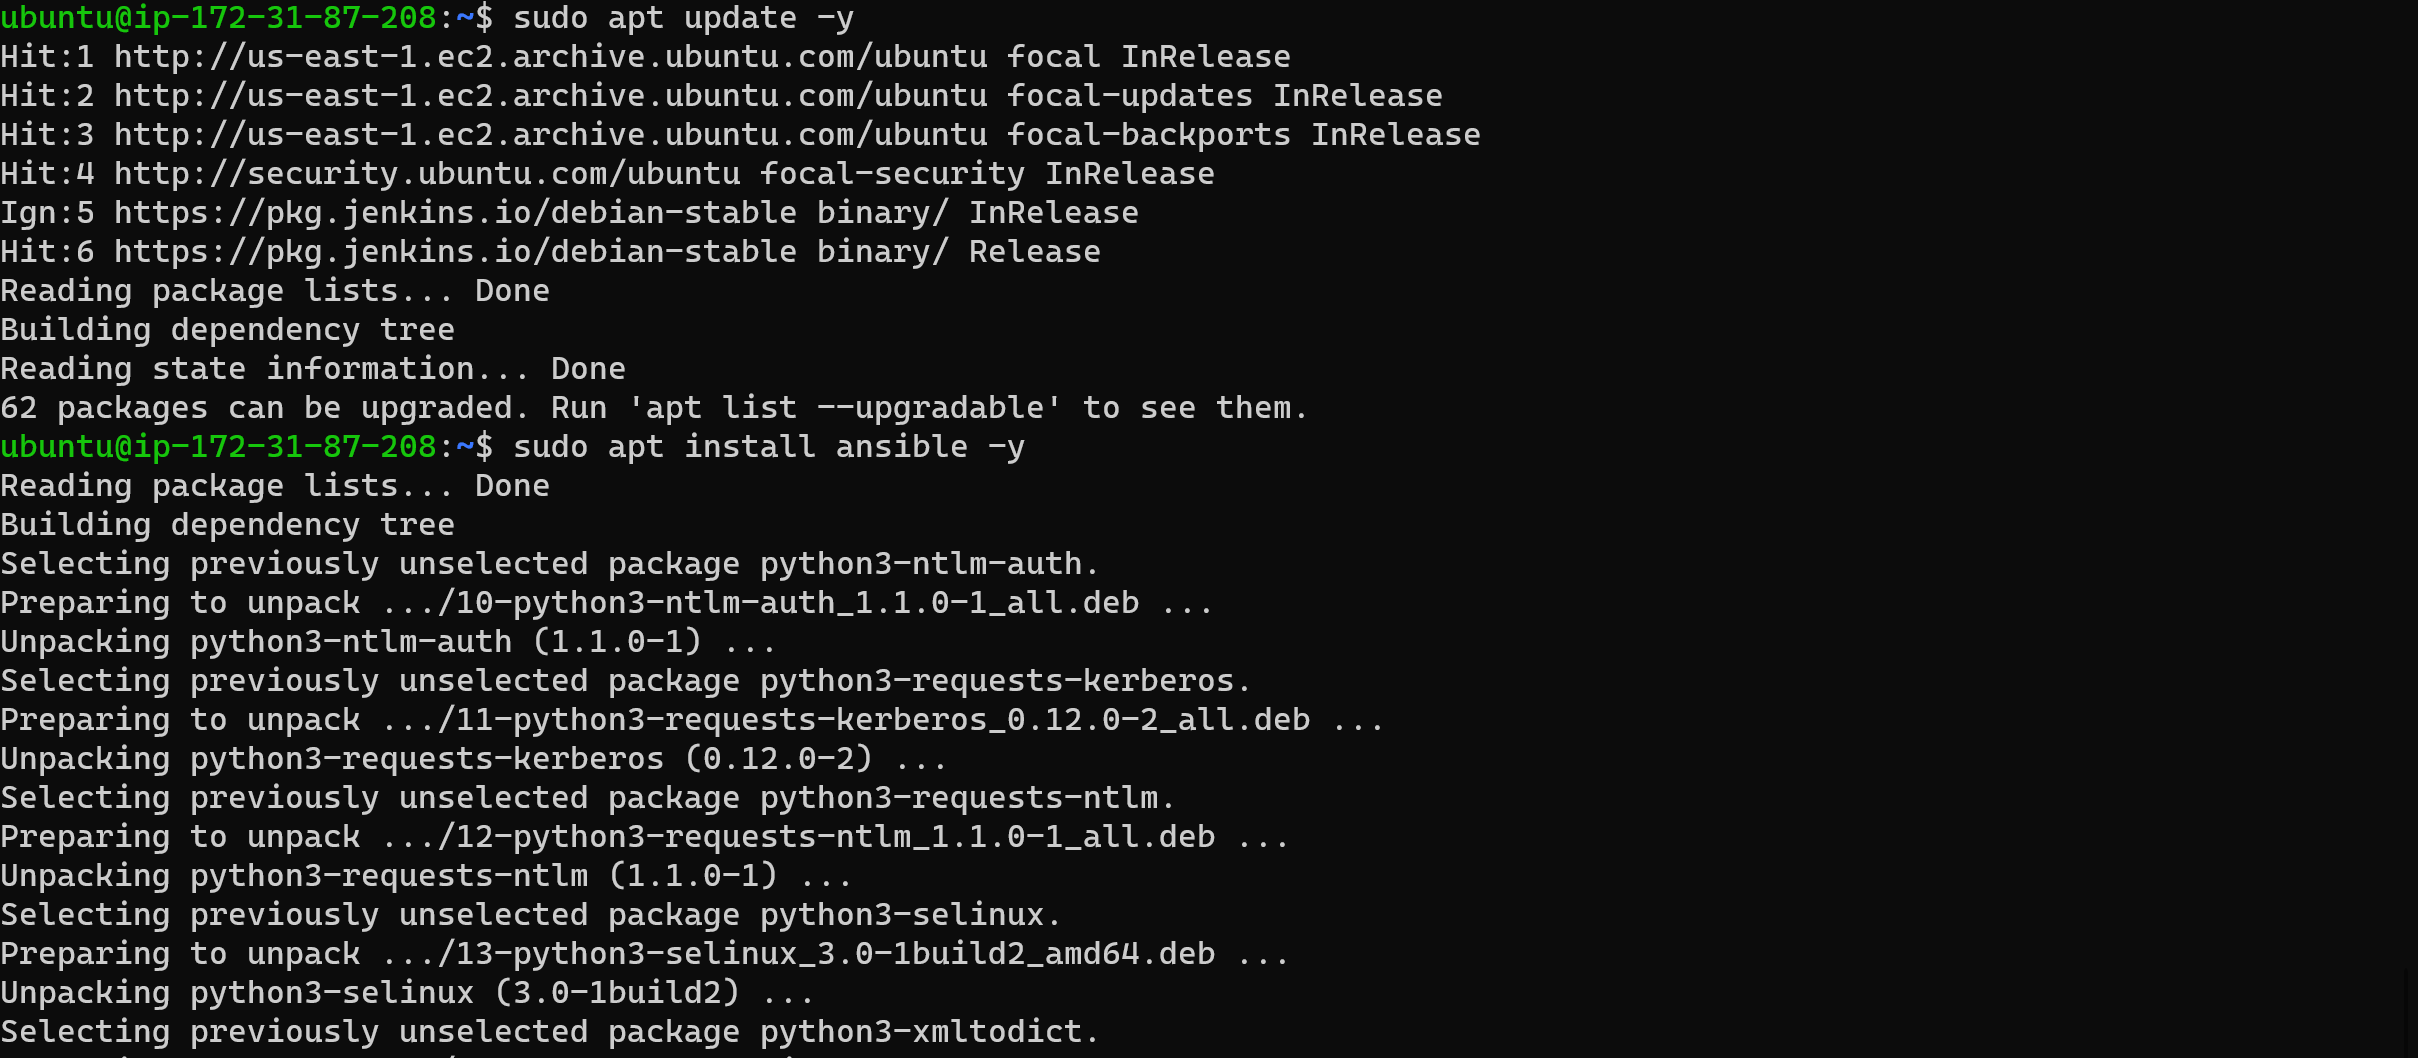 ubuntu@ip-172-31-87-208:~$ sudo apt update -y
Hit:1 http://us-east-1.ec2.archive.ubuntu.com/ubuntu focal InRelease
Hit:2 http://us-east-1.ec2.archive.ubuntu.com/ubuntu focal-updates InRelease
Hit:3 http://us-east-1.ec2.archive.ubuntu.com/ubuntu focal-backports InRelease
Hit:4 http://security.ubuntu.com/ubuntu focal-security InRelease
Ign:5 https://pkg.jenkins.io/debian-stable binary/ InRelease
Hit:6 https://pkg.jenkins.io/debian-stable binary/ Release
Reading package lists... Done
Building dependency tree
Reading state information... Done
62 packages can be upgraded. Run 'apt list --upgradable' to see them.
ubuntu@ip-172-31-87-208:~$ sudo apt install ansible -y
Reading package lists... Done
Building dependency tree
Selecting previously unselected package python3-ntlm-auth.
Preparing to unpack .../10-python3-ntlm-auth_1.1.0-1_all.deb ...
Unpacking python3-ntlm-auth (1.1.0-1) ...
Selecting previously unselected package python3-requests-kerberos.
Preparing to unpack .../11-python3-requests-kerberos_0.12.0-2_all.deb ...
Unpacking python3-requests-kerberos (0.12.0-2) ...
Selecting previously unselected package python3-requests-ntlm.
Preparing to unpack .../12-python3-requests-ntlm_1.1.0-1_all.deb ...
Unpacking python3-requests-ntlm (1.1.0-1) ...
Selecting previously unselected package python3-selinux.
Preparing to unpack .../13-python3-selinux_3.0-1build2_amd64.deb ...
Unpacking python3-selinux (3.0-1build2) ...
Selecting previously unselected package python3-xmltodict.